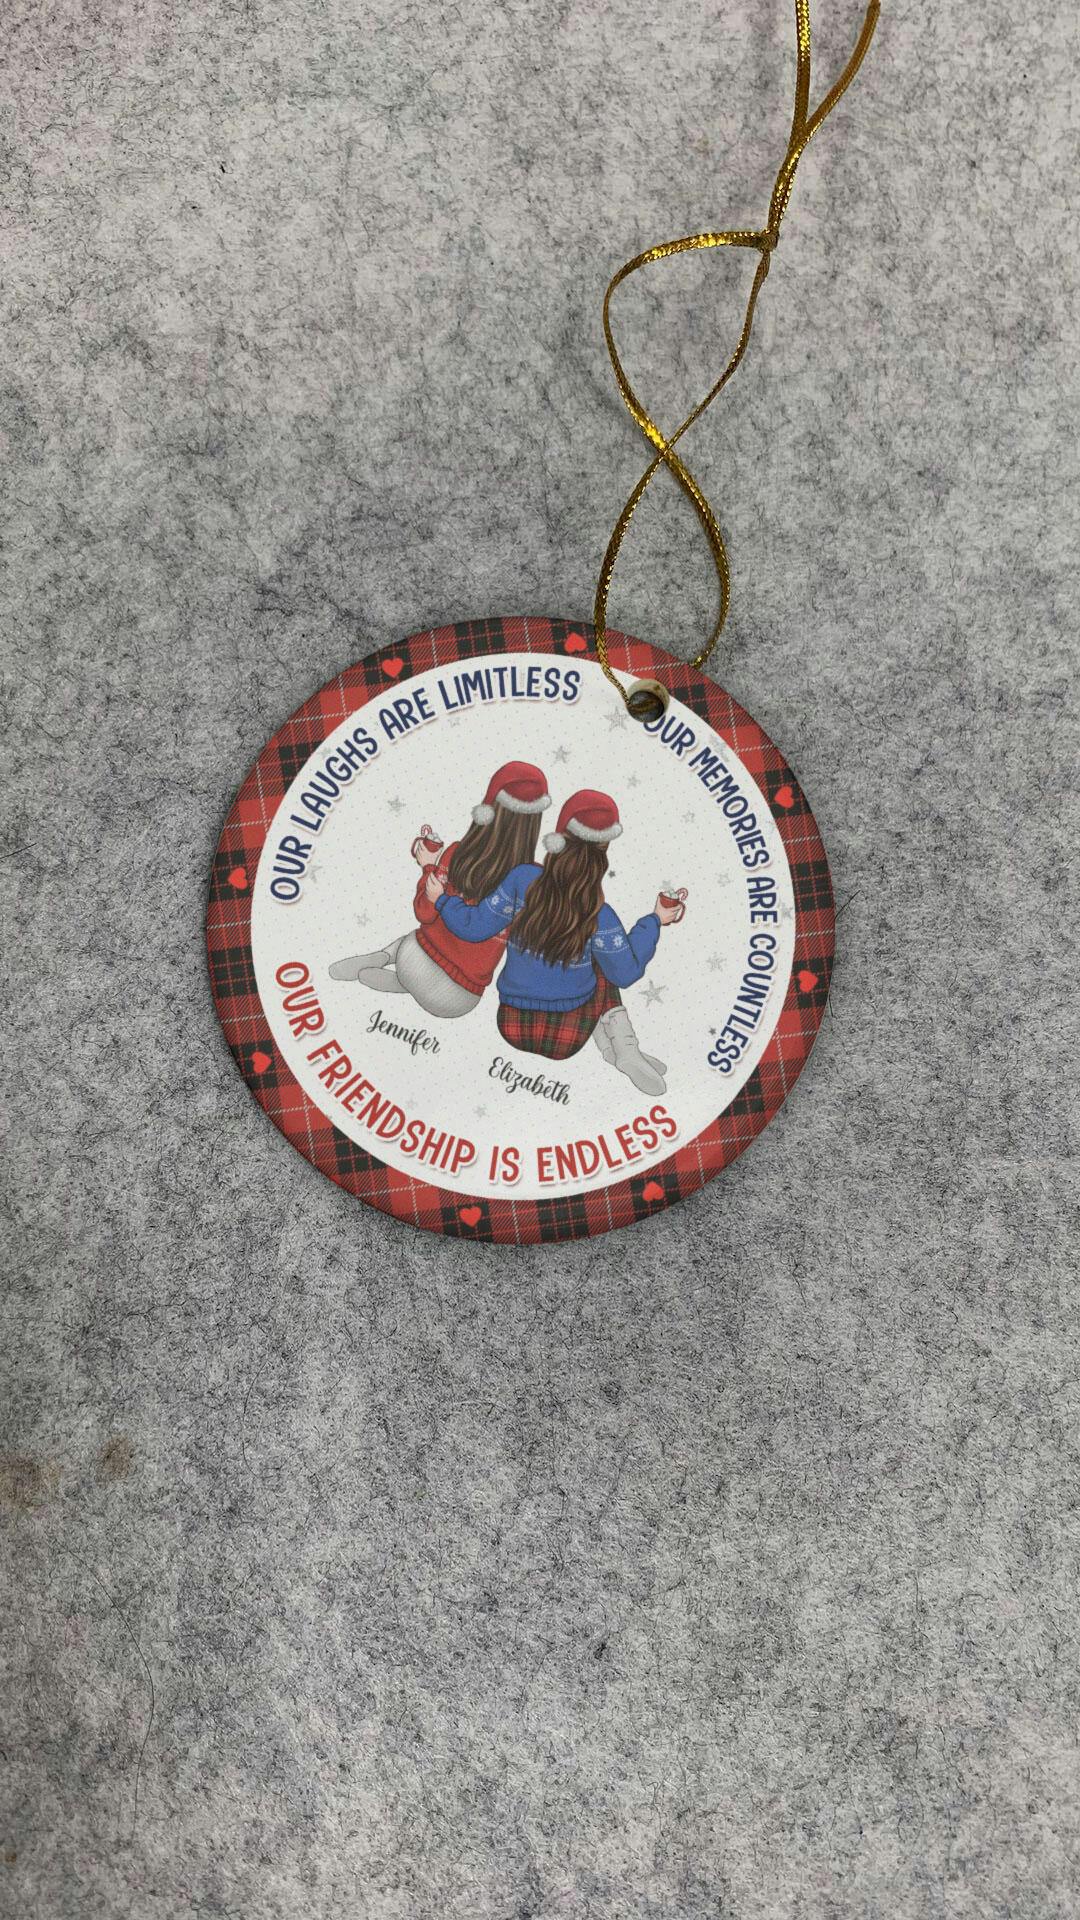 OUR LAUGHS ARE LIMITLESS
OUR MEMORIES ARE COUNTLESS
Jennifer
Elizabeth
OUR FRIENDSHIP IS ENDLESS